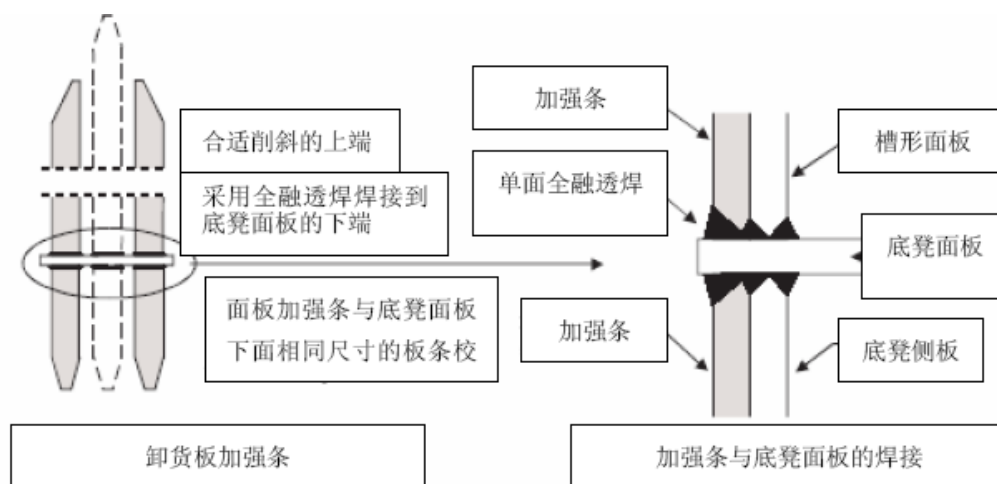 合适削斜的上端
采用全融透焊焊接到
底凳面板的下端
面板加强条与底凳面板
下面相同尺寸的板条校
卸货板加强条
加强条
单面全融透焊
加强条
槽形面板
底凳面板
底凳侧板
加强条与底凳面板的焊接